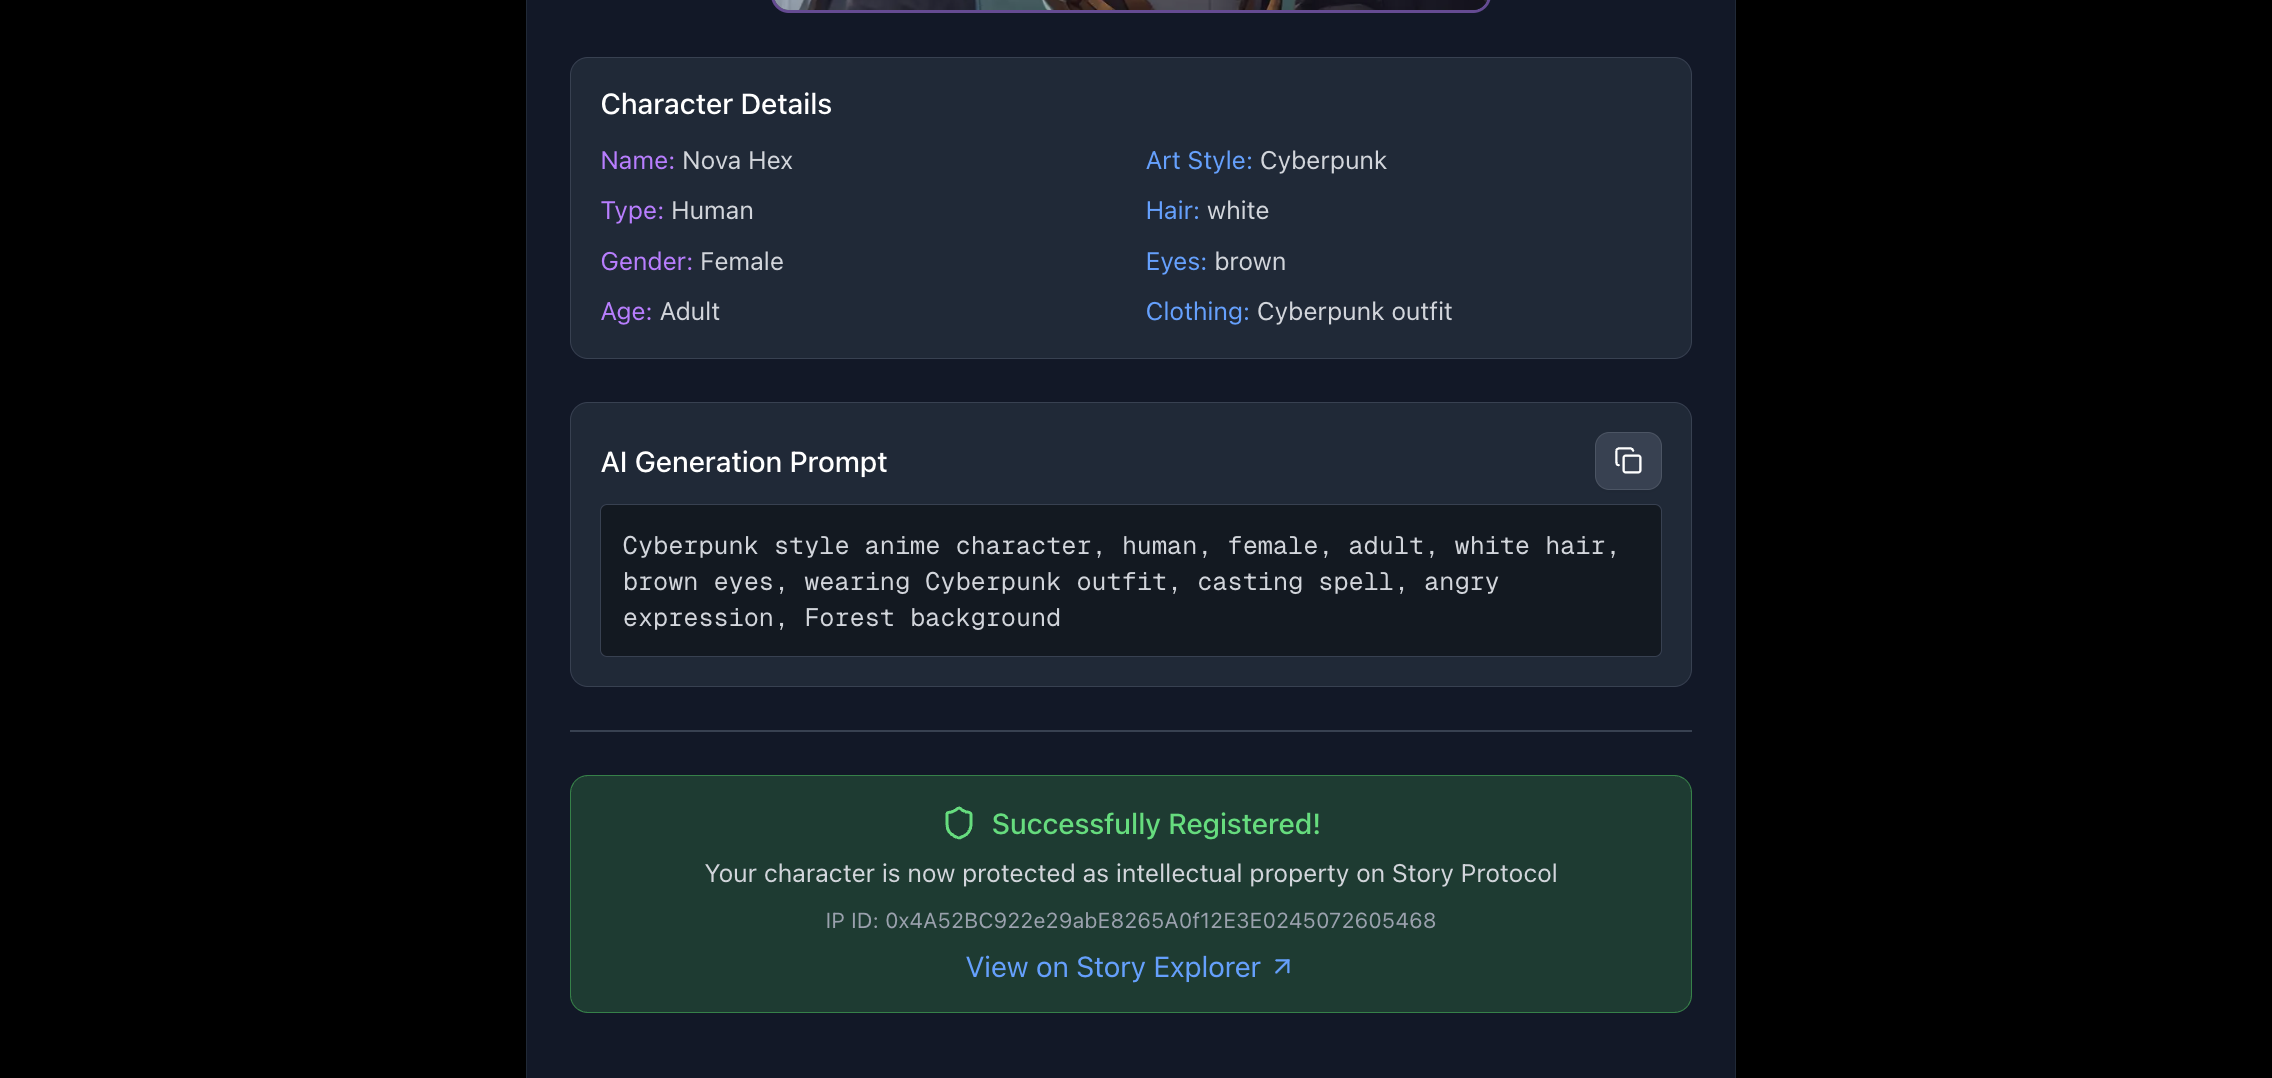 Character Details
Name: Nova Hex
Art Style: Cyberpunk
Type: Human
Hair: white
Gender: Female
Eyes: brown
Age: Adult
Clothing: Cyberpunk outfit
AI Generation Prompt
Cyberpunk style anime character, human, female, adult, white hair,
brown eyes, wearing Cyberpunk outfit, casting spell, angry
expression, Forest background
Successfully Registered!
Your character is now protected as intellectual property on Story Protocol
IP ID: 0x4A52BC922e29abE8265A0f12E3E0245072605468
View on Story Explorer